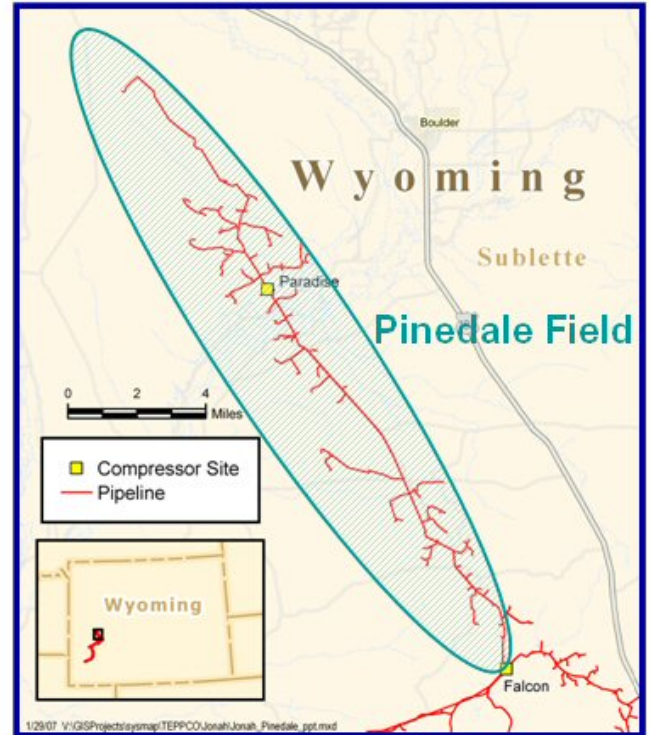 Boulder
Wyoming
Sublette
Paradise
Pinedale Field
0 2 4
Miles
Compressor Site
Pipeline
Wyoming
Falcon
1/29/07 V:\GISProjects\sysmap\TEPPCO\Jonah\Jonah_Pinedale_ppt.mxd